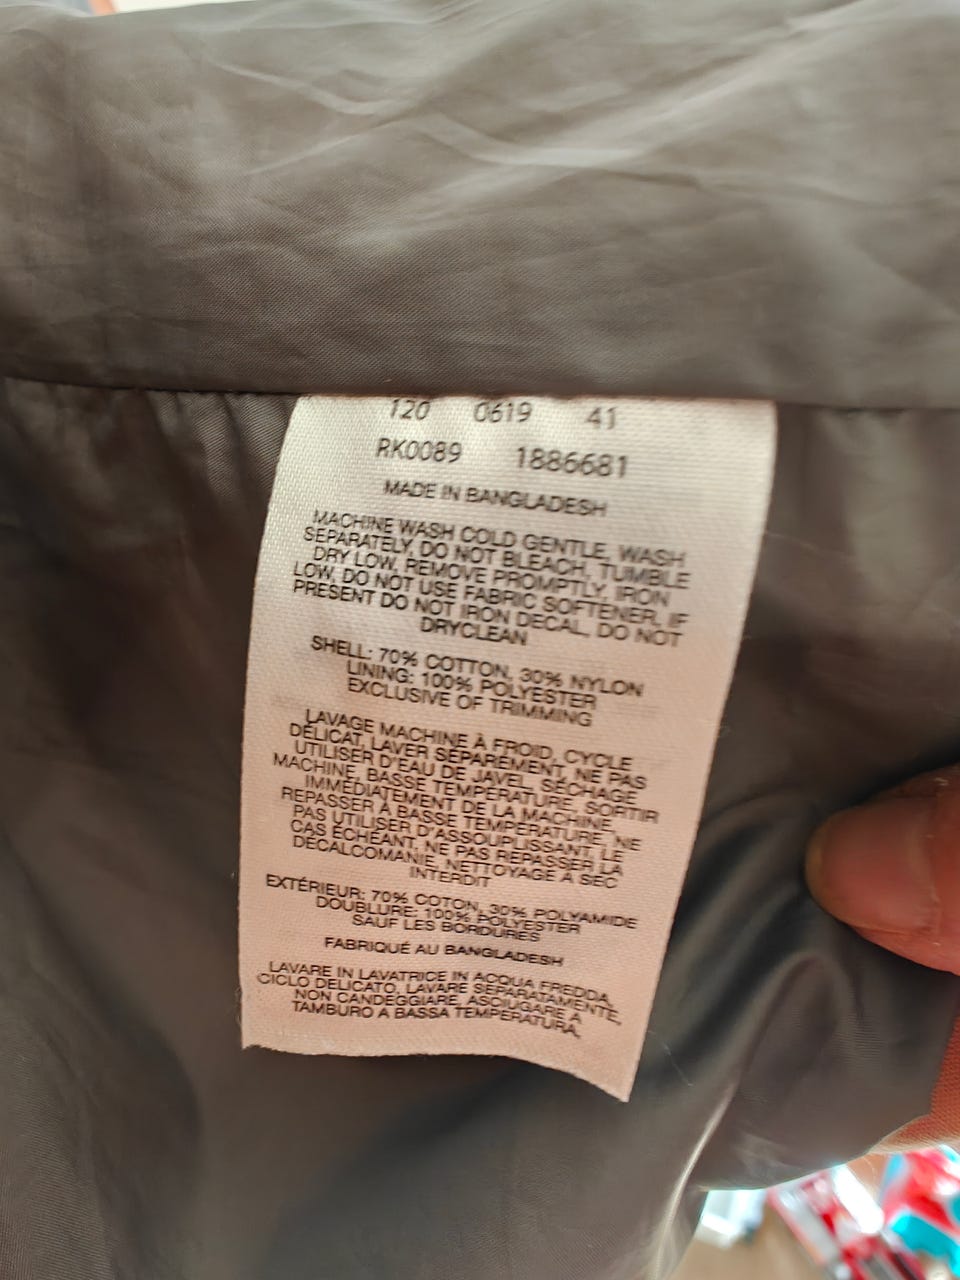 120 0619 41
RK0089 1886681
MADE IN BANGLADESH
MACHINE WASH COLD GENTLE, WASH
SEPARATELY, DO NOT BLEACH, TUMBLE
DRY LOW, REMOVE PROMPTLY, IRON
LOW, DO NOT USE FABRIC SOFTENER, IF
PRESENT DO NOT IRON DECAL, DO NOT
DRYCLEAN
SHELL: 70% COTTON, 30% NYLON
LINING: 100% POLYESTER
EXCLUSIVE OF TRIMMING
LAVAGE MACHINE À FROID, CYCLE
DÉLICAT, LAVER SÉPARÉMENT, NE PAS
UTILISER D'EAU DE JAVEL, SÉCHAGE
MACHINE, BASSE TEMPÉRATURE, SORTIR
IMMÉDIATEMENT DE LA MACHINE,
REPASSER À BASSE TEMPÉRATURE, NE
PAS UTILISER D'ASSOUPLISSANT, LE
CAS ÉCHÉANT, NE PAS REPASSER LA
DÉCALCOMANIE, NETTOYAGE À SEC
INTERDIT
EXTÉRIEUR: 70% COTON, 30% POLYAMIDE
DOUBLURE: 100% POLYESTER
SAUF LES BORDURES
FABRIQUÉ AU BANGLADESH
LAVARE IN LAVATRICE IN ACQUA FREDDA,
CICLO DELICATO, LAVARE SEPARATAMENTE,
NON CANDEGGIARE, ASCIUGARE A
TAMBURO A BASSA TEMPERATURA,